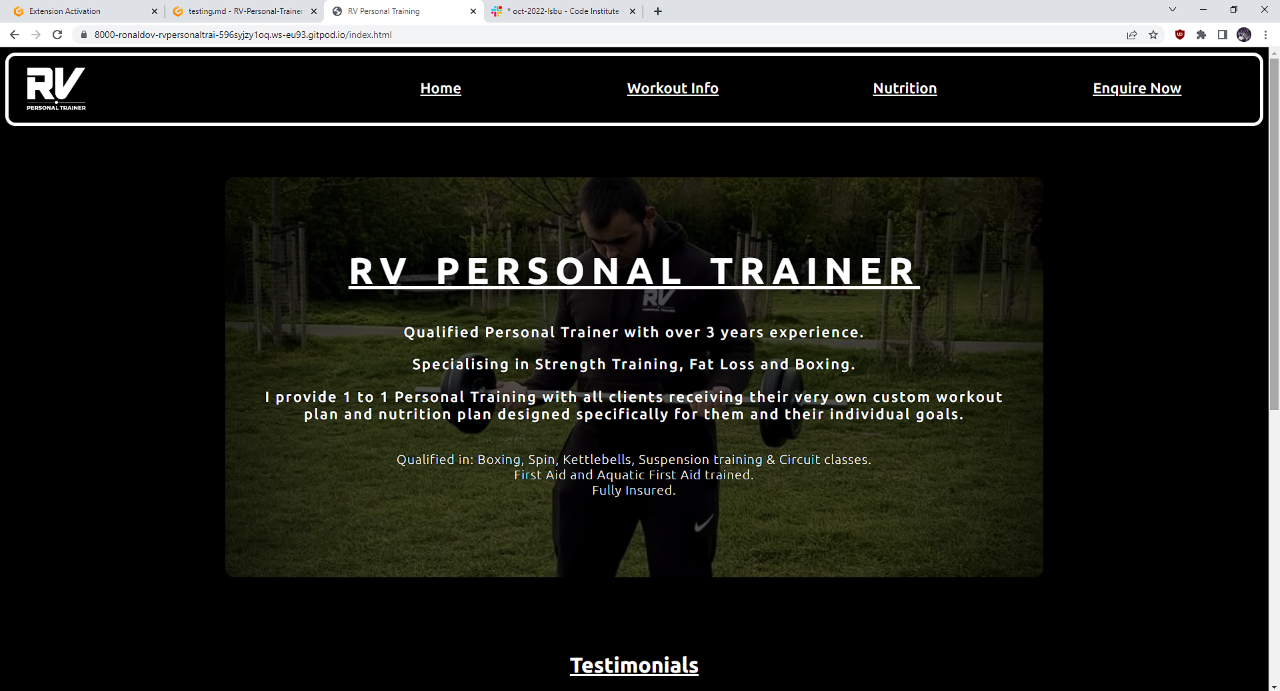 Extension Activation
testing.md - RV-Personal-Trainer
RV Personal Training
* oct-2022-lsbu - Code Institute
8000-ronaldov-rvpersonaltrai-596syjzy1oq.ws-eu93.gitpod.io/index.html
RV
PERSONAL TRAINER
Home
Workout Info
Nutrition
Enquire Now
RV PERSONAL TRAINER
RV
Qualified Personal Trainer with over 3 years experience.
Specialising in Strength Training, Fat Loss and Boxing.
I provide 1 to 1 Personal Training with all clients receiving their very own custom workout
plan and nutrition plan designed specifically for them and their individual goals.
Qualified in: Boxing, Spin, Kettlebells, Suspension training & Circuit classes.
First Aid and Aquatic First Aid trained.
Fully Insured.
Testimonials